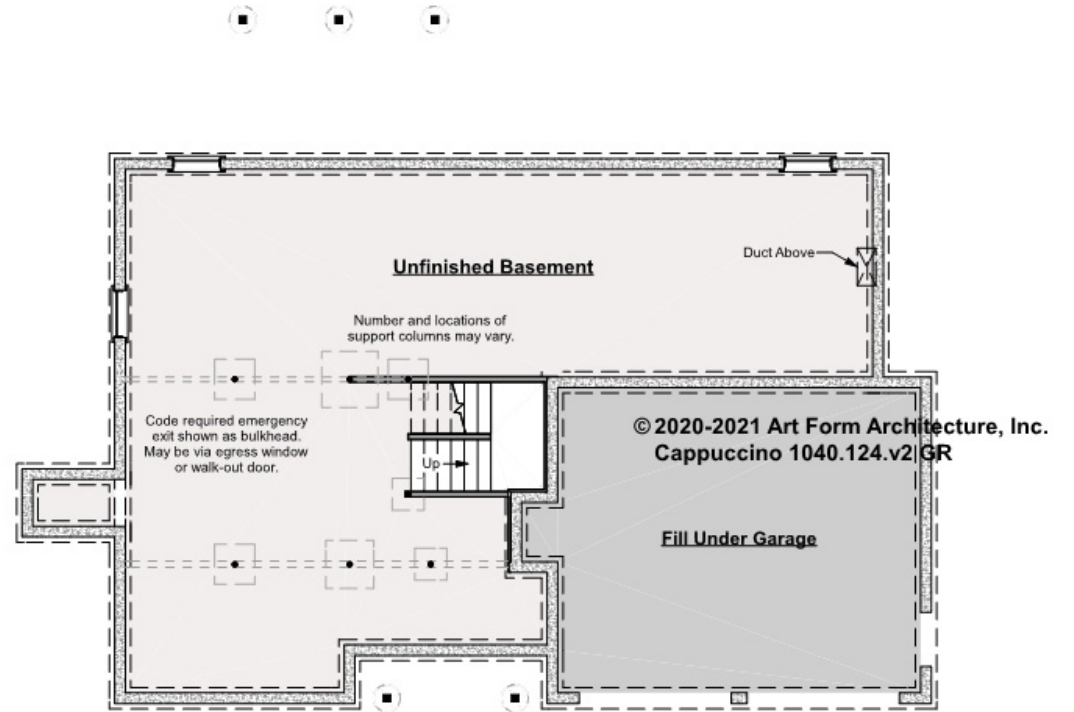 Duct Above
Unfinished Basement
Number and locations of
support columns may vary.
Code required emergency
exit shown as bulkhead.
May be via egress window
or walk-out door.
© 2020-2021 Art Form Architecture, Inc.
Cappuccino 1040.124.v2 GR
Up
Fill Under Garage